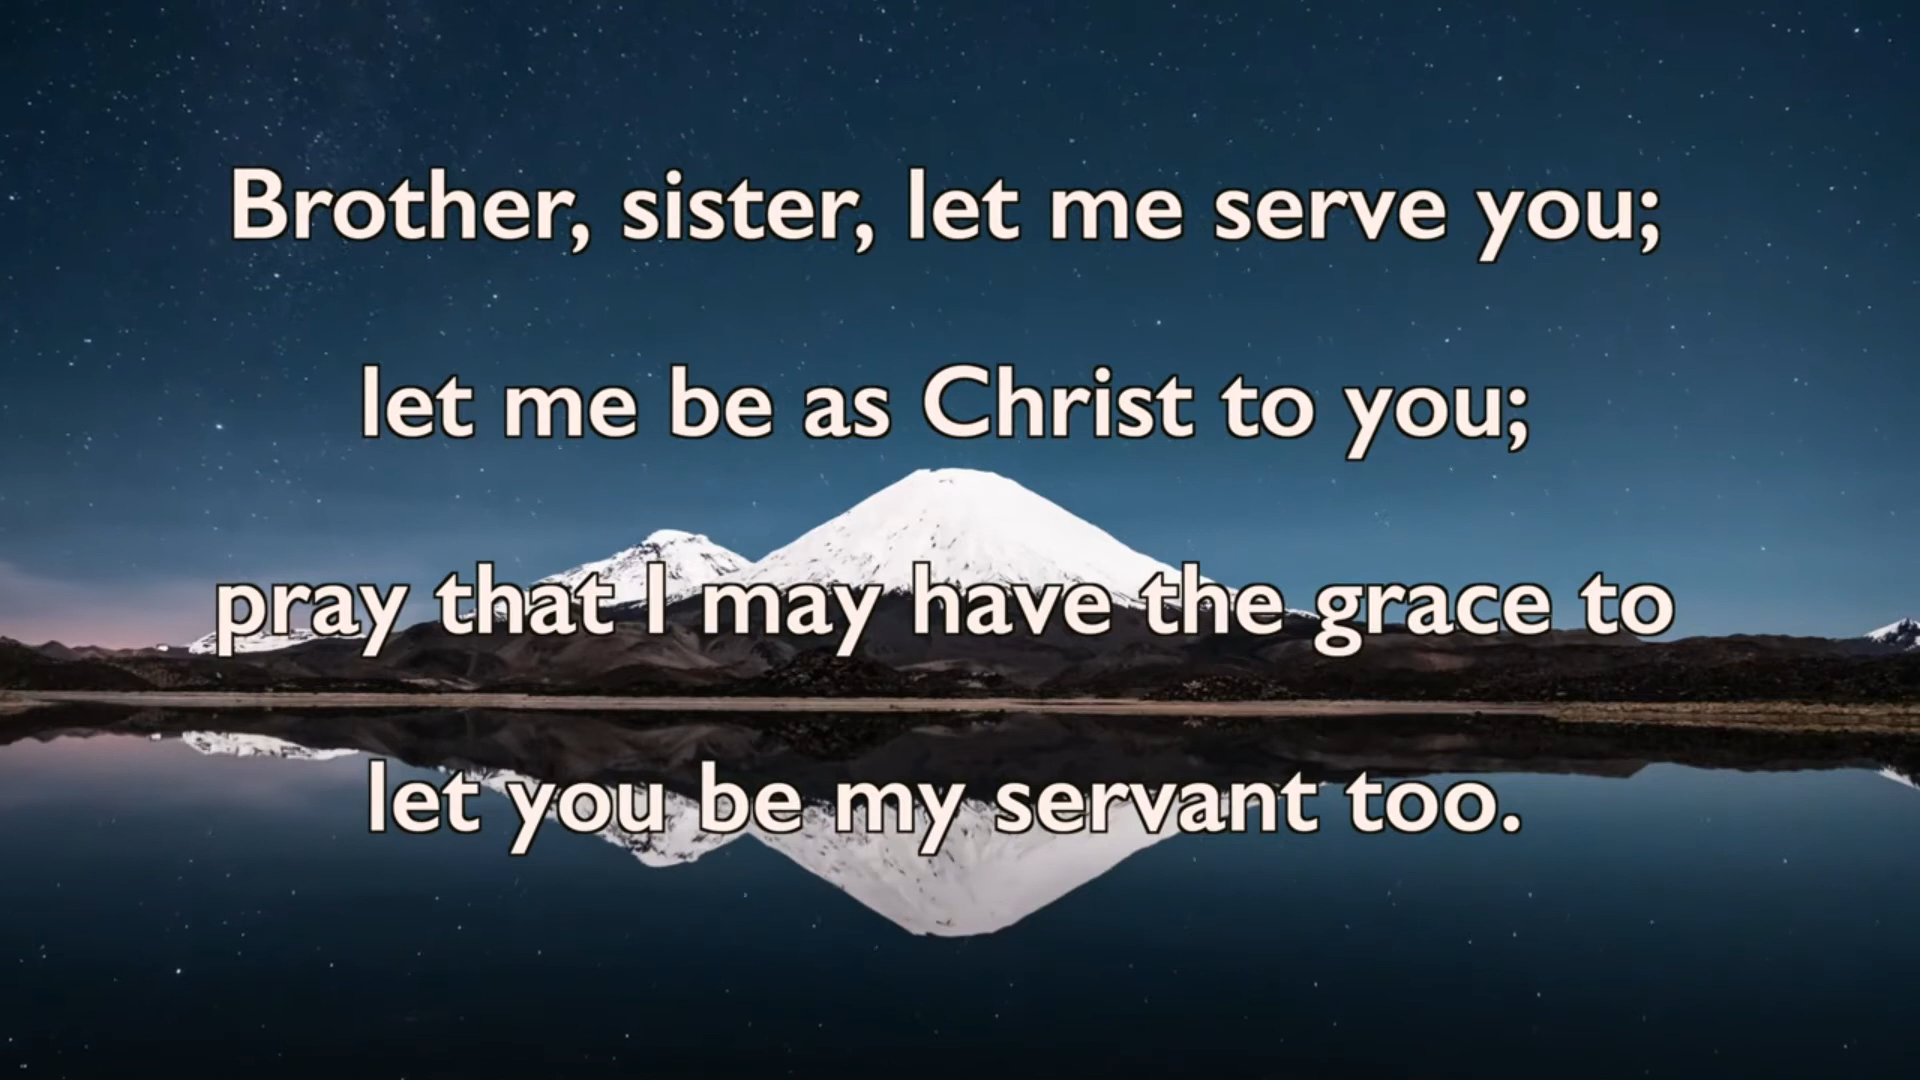 Brother, sister, let me serve you;
let me be as Christ to you;
pray that I may have the grace to
let you be my servant too.